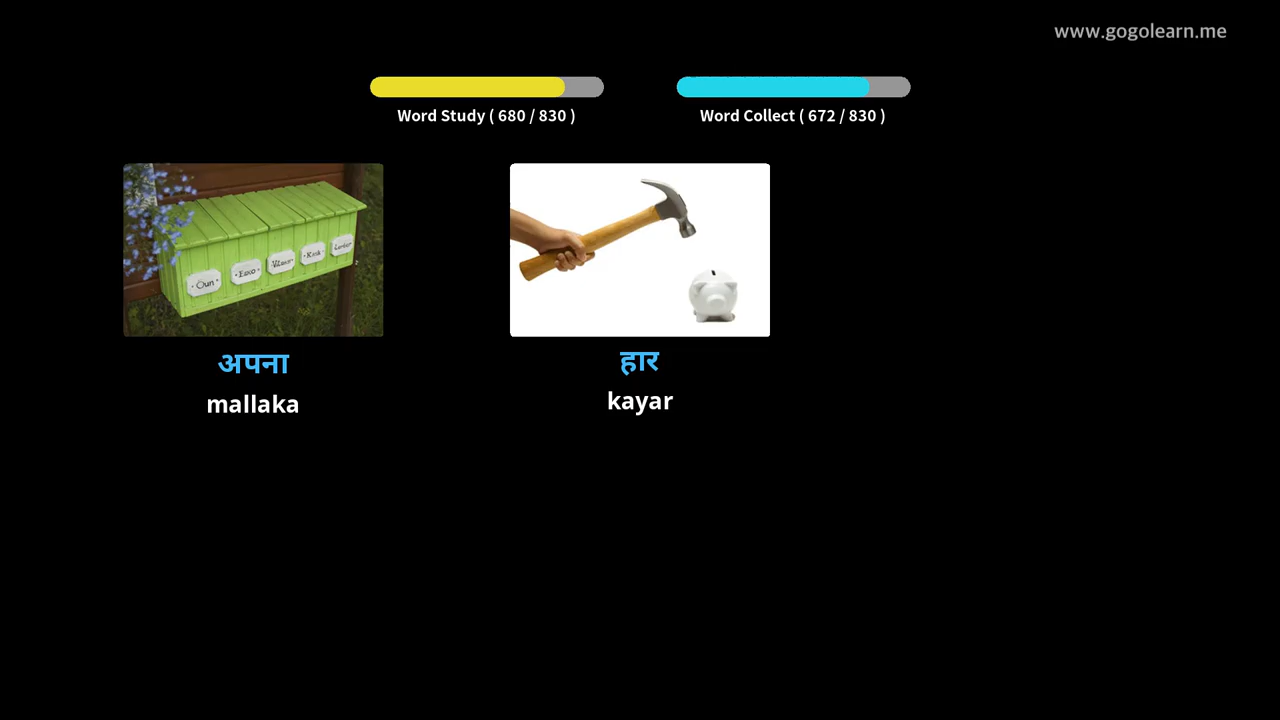 www.gogolearn.me
Word Study ( 680 / 830 )
Word Collect ( 672 / 830 )
अपना
mallaka
हार
kayar